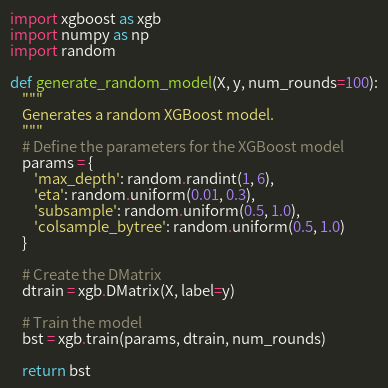 import xgboost as xgb
import numpy as np
import random

def generate_random_model(X, y, num_rounds=100):
    """
    Generates a random XGBoost model.
    """
    # Define the parameters for the XGBoost model
    params = {
        'max_depth': random.randint(1, 6),
        'eta': random.uniform(0.01, 0.3),
        'subsample': random.uniform(0.5, 1.0),
        'colsample_bytree': random.uniform(0.5, 1.0)
    }

    # Create the DMatrix
    dtrain = xgb.DMatrix(X, label=y)

    # Train the model
    bst = xgb.train(params, dtrain, num_rounds)

    return bst